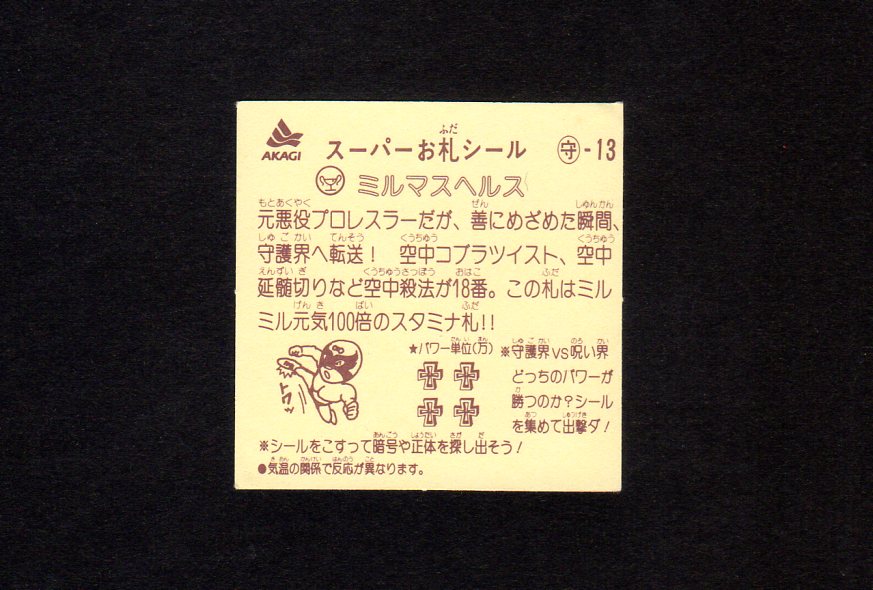 AKAGI スーパーお札シール 守-13
ミルマスヘルス
元悪役プロレスラーだが、善にめざめた瞬間、
守護界へ転送! 空中コブラツイスト、空中
延髄切りなど空中殺法が18番。この札はミル
ミル元気100倍のスタミナ札!!
★パワー単位(万)
※守護界VS呪い界
どっちのパワーが
勝つのか?シール
を集めて出撃ダ!
トワッ
※シールをこすって暗号や正体を探し出そう!
●気温の関係で反応が異なります。